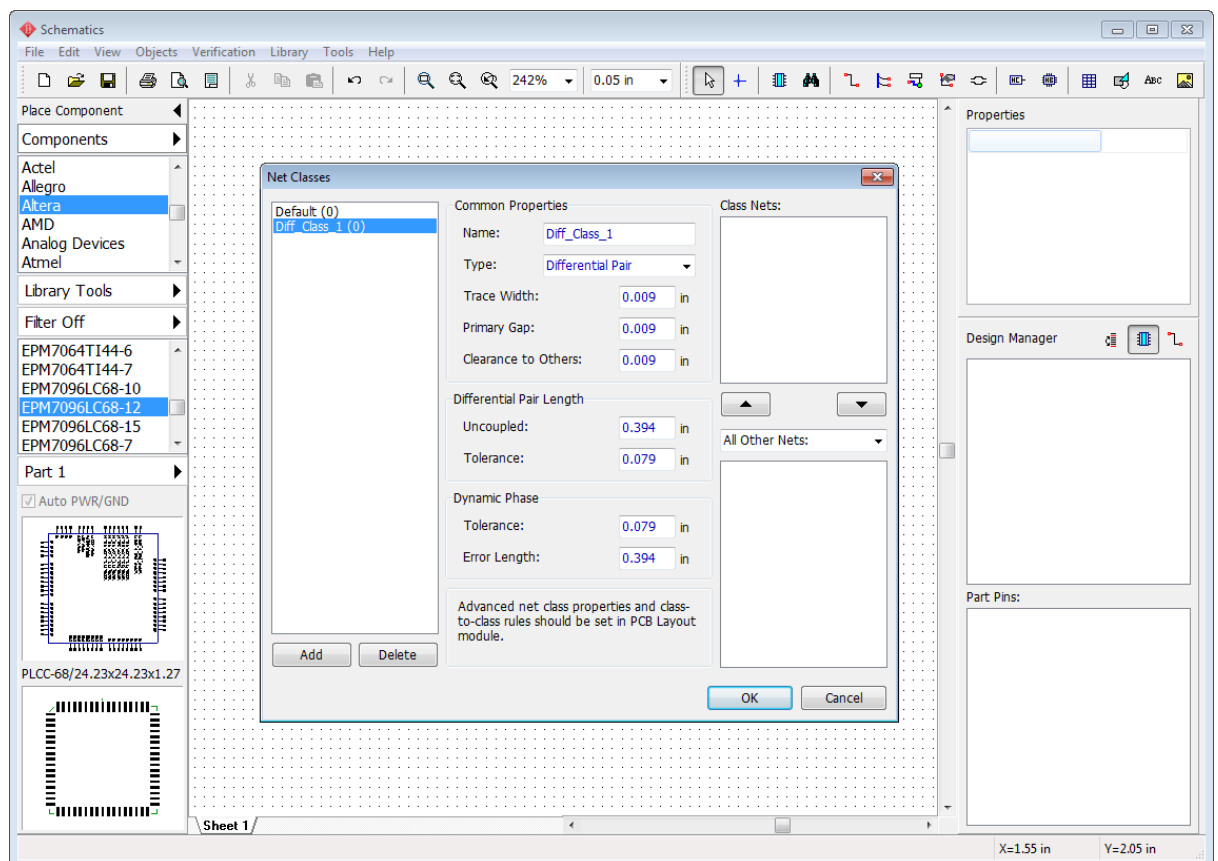 Schematics
File Edit View Objects Verification Library Tools Help
242% 0.05 in ABC
Place Component
Components
Actel
Allegro
Altera
AMD
Analog Devices
Atmel
Library Tools
Filter Off
EPM7064TI44-6
EPM7064TI44-7
EPM7096LC68-10
EPM7096LC68-12
EPM7096LC68-15
EPM7096LC68-7
Part 1
Auto PWR/GND
PLCC-68/24.23x24.23x1.27
Net Classes
Default (0)
Diff_Class_1 (0)
Add Delete
Common Properties
Name: Diff_Class_1
Type: Differential Pair
Trace Width: 0.009 in
Primary Gap: 0.009 in
Clearance to Others: 0.009 in
Differential Pair Length
Uncoupled: 0.394 in
Tolerance: 0.079 in
Dynamic Phase
Tolerance: 0.079 in
Error Length: 0.394 in
Advanced net class properties and class-
to-class rules should be set in PCB Layout
module.
Class Nets:
All Other Nets:
OK Cancel
Properties
Design Manager
Part Pins:
Sheet 1
X=1.55 in Y=2.05 in